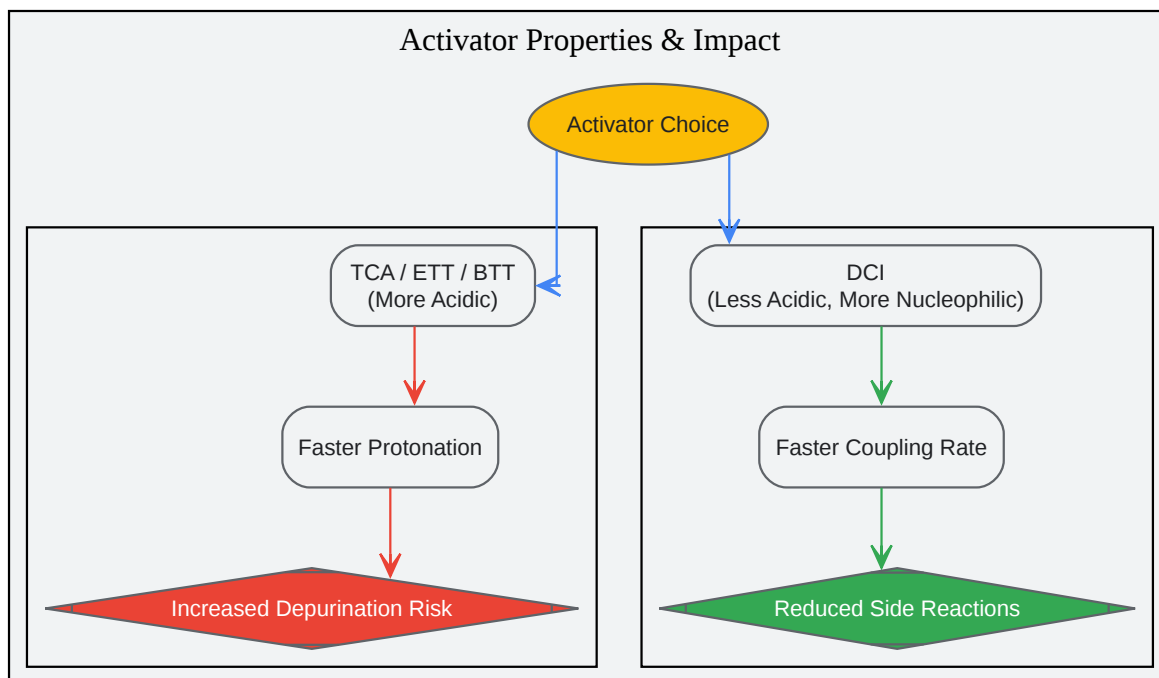 Activator Properties & Impact
Activator Choice
TCA / ETT / BTT
(More Acidic)
DCI
(Less Acidic, More Nucleophilic)
Faster Protonation
Faster Coupling Rate
Increased Depurination Risk
Reduced Side Reactions